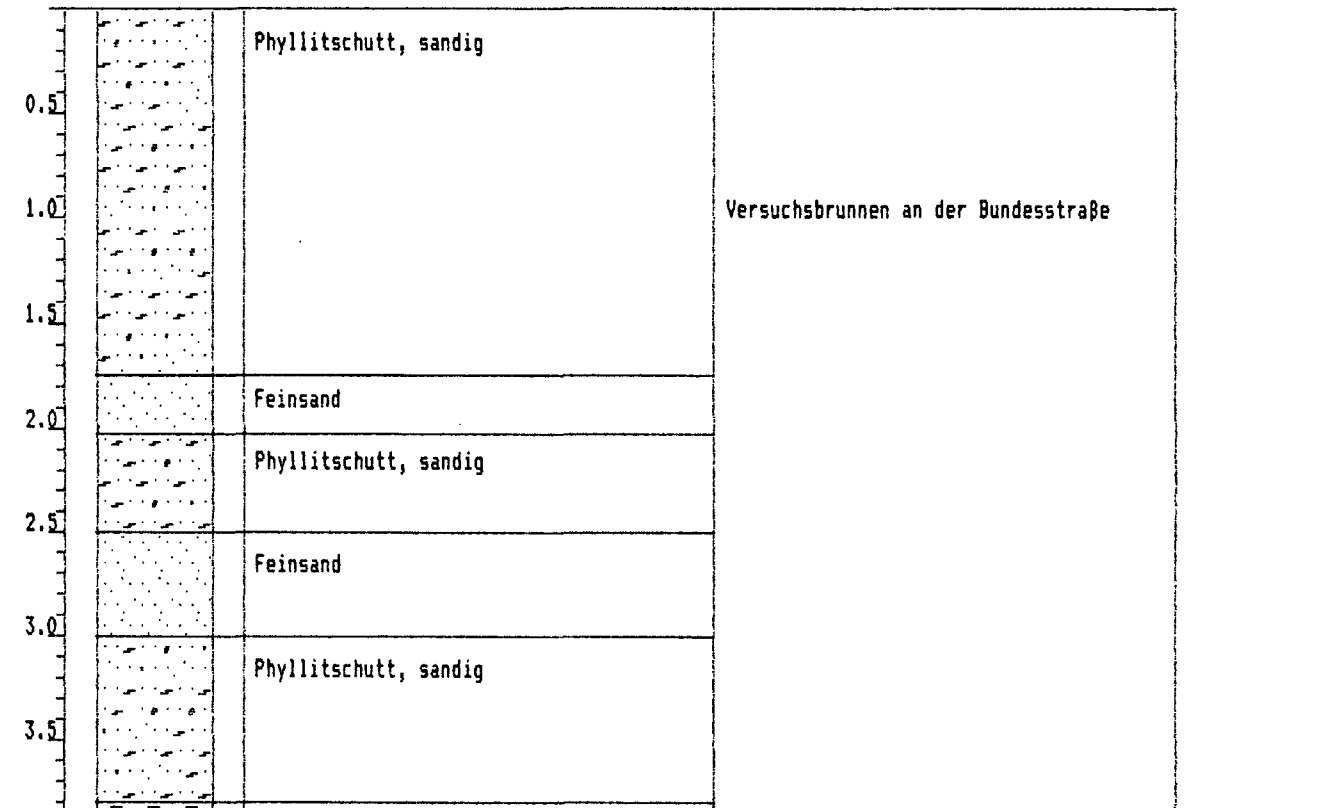 Phyllitschutt, sandig
0.5
1.0
Versuchsbrunnen an der Bundesstraße
1.5
Feinsand
2.0
Phyllitschutt, sandig
2.5
Feinsand
3.0
Phyllitschutt, sandig
3.5